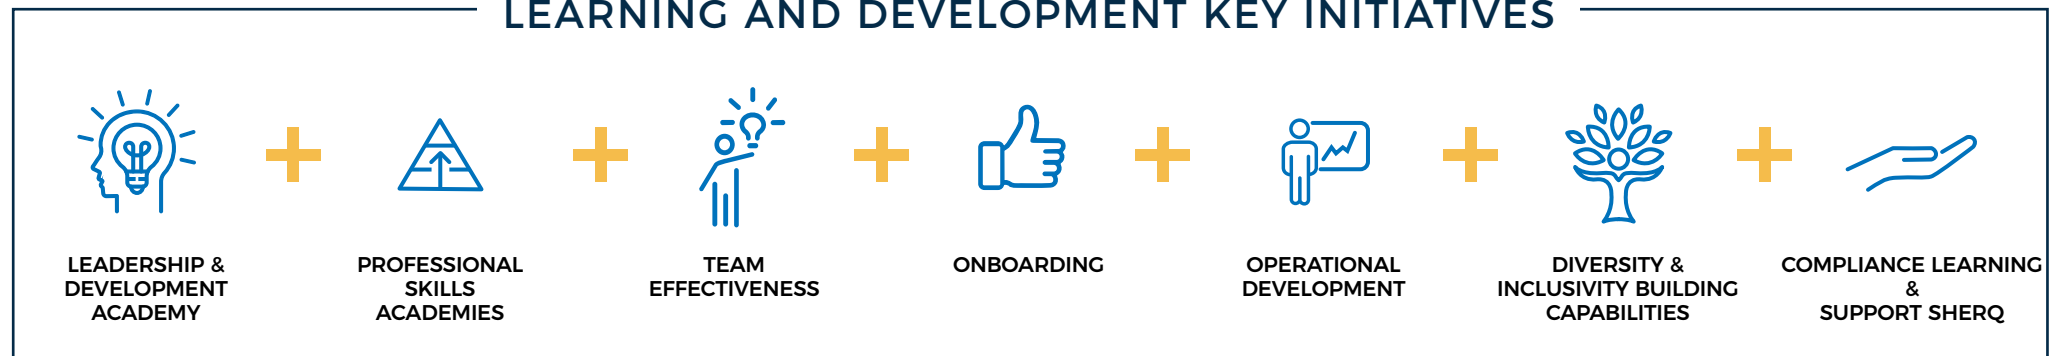 LEARNING AND DEVELOPMENT KEY INITIATIVES
LEADERSHIP &
DEVELOPMENT
ACADEMY
PROFESSIONAL
SKILLS
ACADEMIES
TEAM
EFFECTIVENESS
ONBOARDING
OPERATIONAL
DEVELOPMENT
DIVERSITY &
INCLUSIVITY BUILDING
CAPABILITIES
COMPLIANCE LEARNING
&
SUPPORT SHERQ